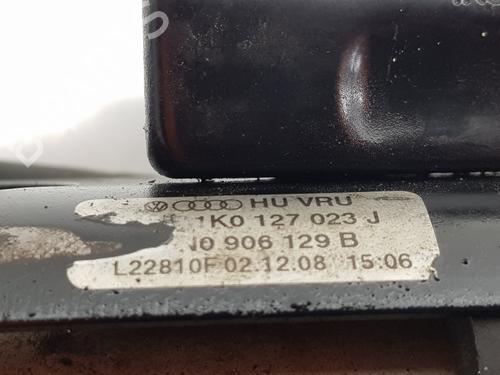 HU VRU
1K0 127 023 J
906 129 B
L22810F 02.12.08 15:06